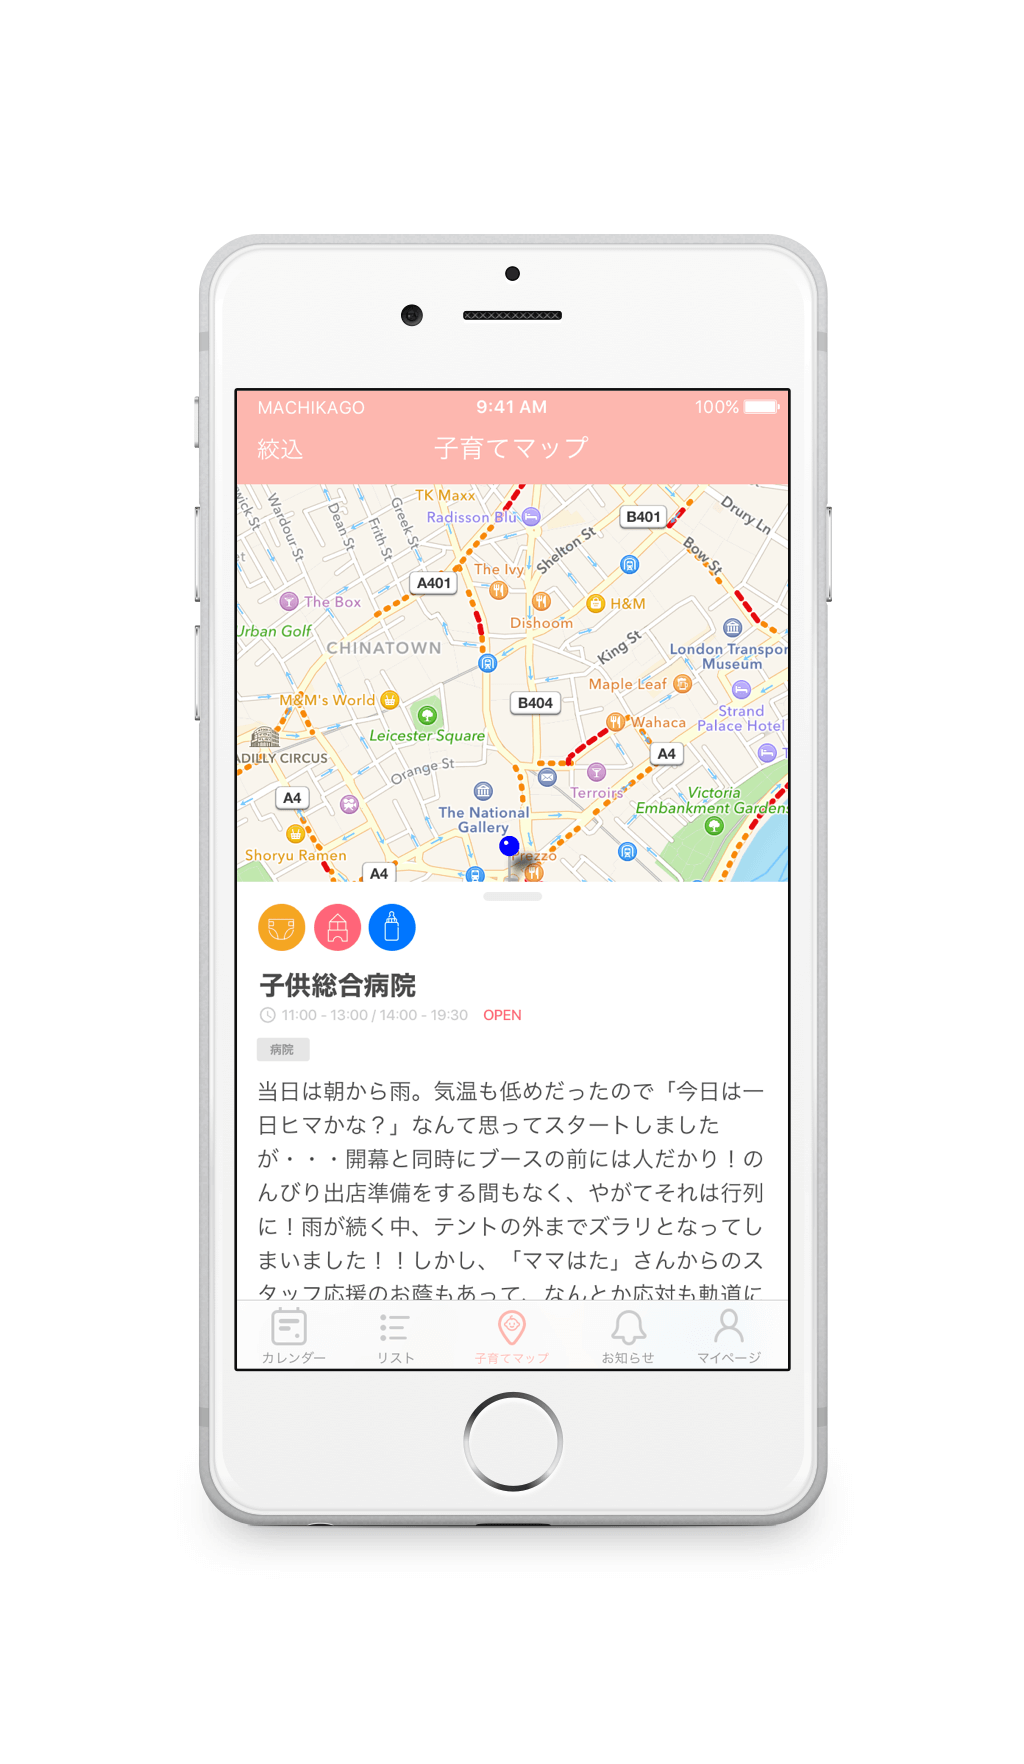 MACHIKAGO 9:41 AM 100%
絞込 子育てマップ
TK Maxx
Radisson Blu
B401
Drury Ln
Wardour St
Dean St
Frith St
Greek St
Shelton St
Bow St
The Ivy
A401
The Box
Dishoom
H&M
Urban Golf
CHINATOWN
King St
London Transpor
Museum
Maple Leaf
M&M's World
B404
Strand
Palace Hotel
Wahaca
Leicester Square
ADILLY CIRCUS
Orange St
A4
A4
Terroirs
Victoria
Embankment Gardens
The National
Gallery
Shoryu Ramen
Prezzo
A4
子供総合病院
11:00 - 13:00 / 14:00 - 19:30 OPEN
病院
当日は朝から雨。気温も低めだったので「今日は一
日ヒマかな？」なんて思ってスタートしました
が・・・開幕と同時にブースの前には人だかり！の
んびり出店準備をする間もなく、やがてそれは行列
に！雨が続く中、テントの外までズラリとなってし
まいました！！しかし、「ママはた」さんからのス
タッフ応援のお蔭もあって、なんとか応対も軌道に
カレンダー リスト 子育てマップ お知らせ マイページ